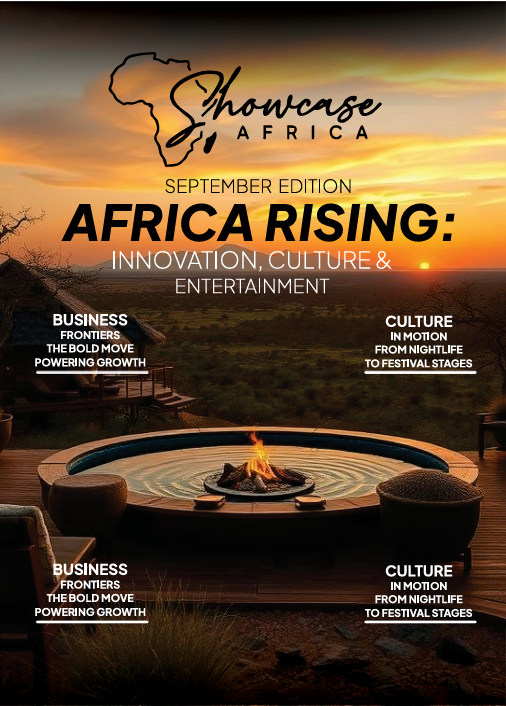 Showcase
AFRICA
SEPTEMBER EDITION
AFRICA RISING:
INNOVATION, CULTURE &
ENTERTAINMENT
BUSINESS
FRONTIERS
THE BOLD MOVE
POWERING GROWTH
CULTURE
IN MOTION
FROM NIGHTLIFE
TO FESTIVAL STAGES
BUSINESS
FRONTIERS
THE BOLD MOVE
POWERING GROWTH
CULTURE
IN MOTION
FROM NIGHTLIFE
TO FESTIVAL STAGES